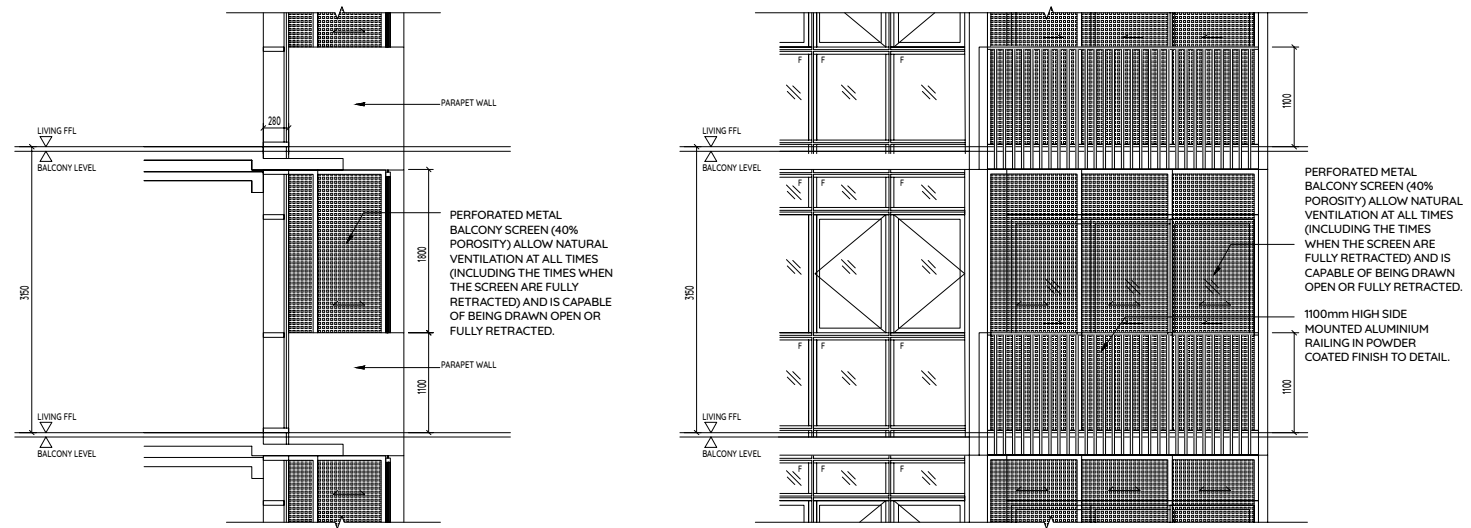 PARAPET WALL
280
LIVING FFL
BALCONY LEVEL
3150
1800
PERFORATED METAL
BALCONY SCREEN (40%
POROSITY) ALLOW NATURAL
VENTILATION AT ALL TIMES
(INCLUDING THE TIMES WHEN
THE SCREEN ARE FULLY
RETRACTED) AND IS CAPABLE
OF BEING DRAWN OPEN OR
FULLY RETRACTED.
PARAPET WALL
1100
LIVING FFL
BALCONY LEVEL
F
F
F
1100
LIVING FFL
BALCONY LEVEL
3150
F
F
F
PERFORATED METAL
BALCONY SCREEN (40%
POROSITY) ALLOW NATURAL
VENTILATION AT ALL TIMES
(INCLUDING THE TIMES
WHEN THE SCREEN ARE
FULLY RETRACTED) AND IS
CAPABLE OF BEING DRAWN
OPEN OR FULLY RETRACTED.
1100mm HIGH SIDE
MOUNTED ALUMINIUM
RAILING IN POWDER
COATED FINISH TO DETAIL.
F
F
F
1100
LIVING FFL
BALCONY LEVEL
F
F
F